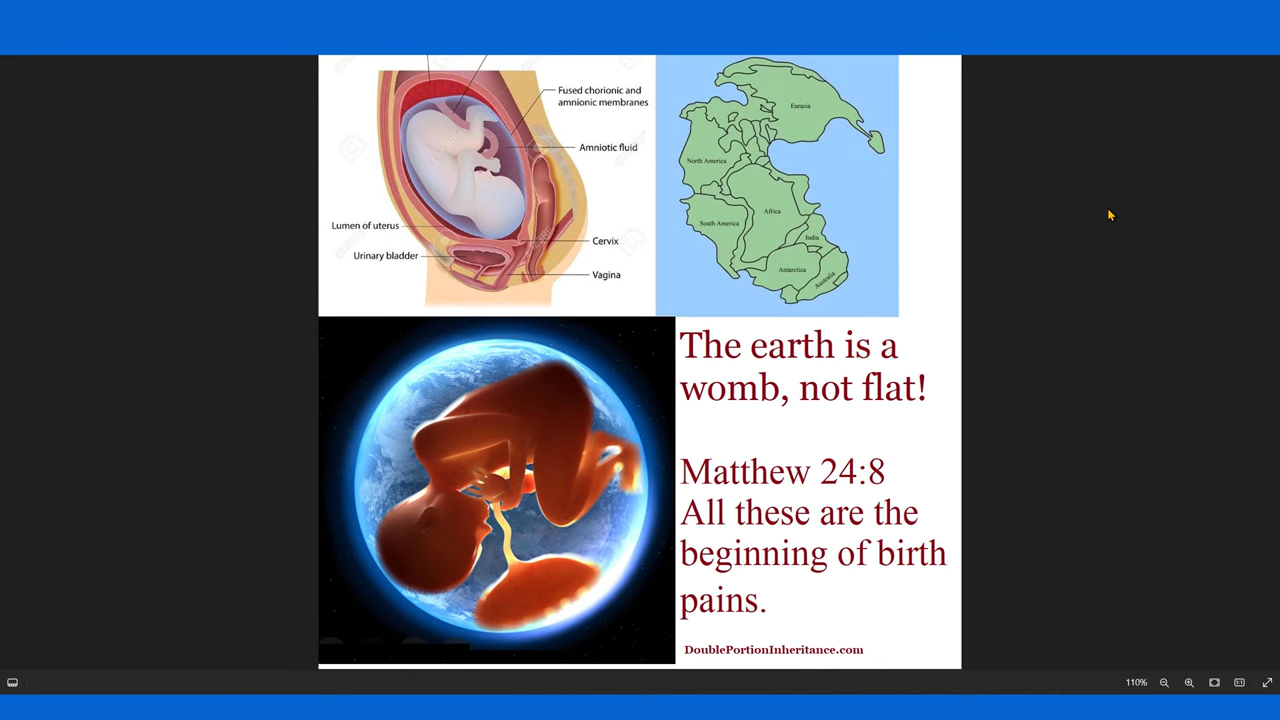 Fused chorionic and
amnionic membranes
Amniotic fluid
Lumen of uterus
Urinary bladder
Cervix
Vagina
Eurasia
North America
South America
Africa
India
Antarctica
Australia
The earth is a
womb, not flat!
Matthew 24:8
All these are the
beginning of birth
pains.
DoublePortionInheritance.com
110%